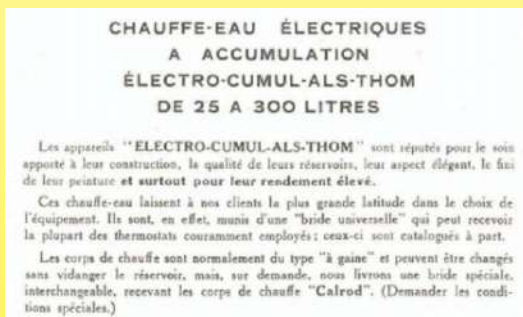 CHAUFFE-EAU ÉLECTRIQUES
A ACCUMULATION
ÉLECTRO-CUMUL-ALS-THOM
DE 25 A 300 LITRES
Les appareils "ÉLECTRO-CUMUL-ALS-THOM" sont réputés pour le soin
apporté à leur construction, la qualité de leurs réservoirs, leur aspect élégant, le fini
de leur peinture et surtout pour leur rendement élevé.
Ces chauffe-eau laissent à nos clients la plus grande latitude dans le choix de
l'équipement. Ils sont, en effet, munis d'une "bride universelle" qui peut recevoir
la plupart des thermostats couramment employés; ceux-ci sont catalogués à part.
Les corps de chauffe sont normalement du type "à gaine" et peuvent être changés
sans vidanger le réservoir, mais, sur demande, nous livrons une bride spéciale,
interchangeable, recevant les corps de chauffe "Calrod". (Demander les condi-
tions spéciales.)